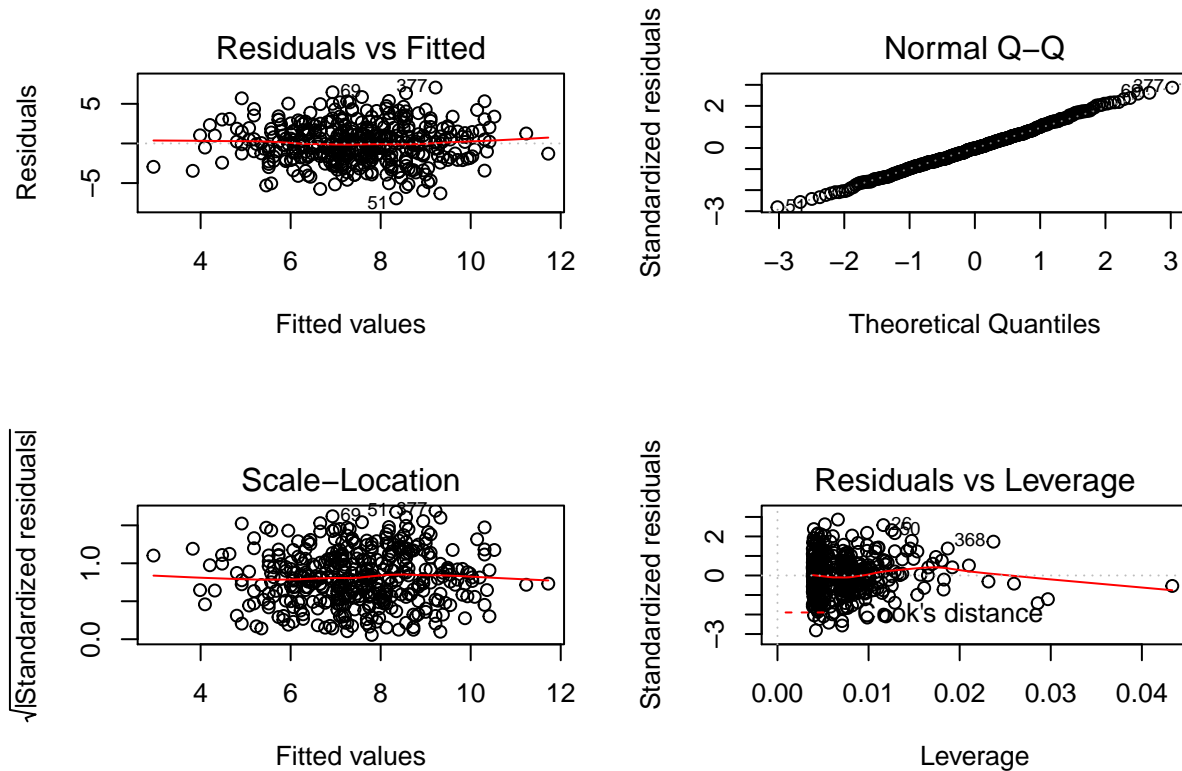 Residuals vs Fitted
Residuals
5
−5
69
377
51
4 6 8 10 12
Fitted values
Normal Q−Q
Standardized residuals
2
0
−3
377
51
−3 −2 −1 0 1 2 3
Theoretical Quantiles
Scale−Location
√|Standardized residuals|
1.0
0.0
69
51
377
4 6 8 10 12
Fitted values
Residuals vs Leverage
Standardized residuals
2
0
−3
368
Cook's distance
0.00 0.01 0.02 0.03 0.04
Leverage